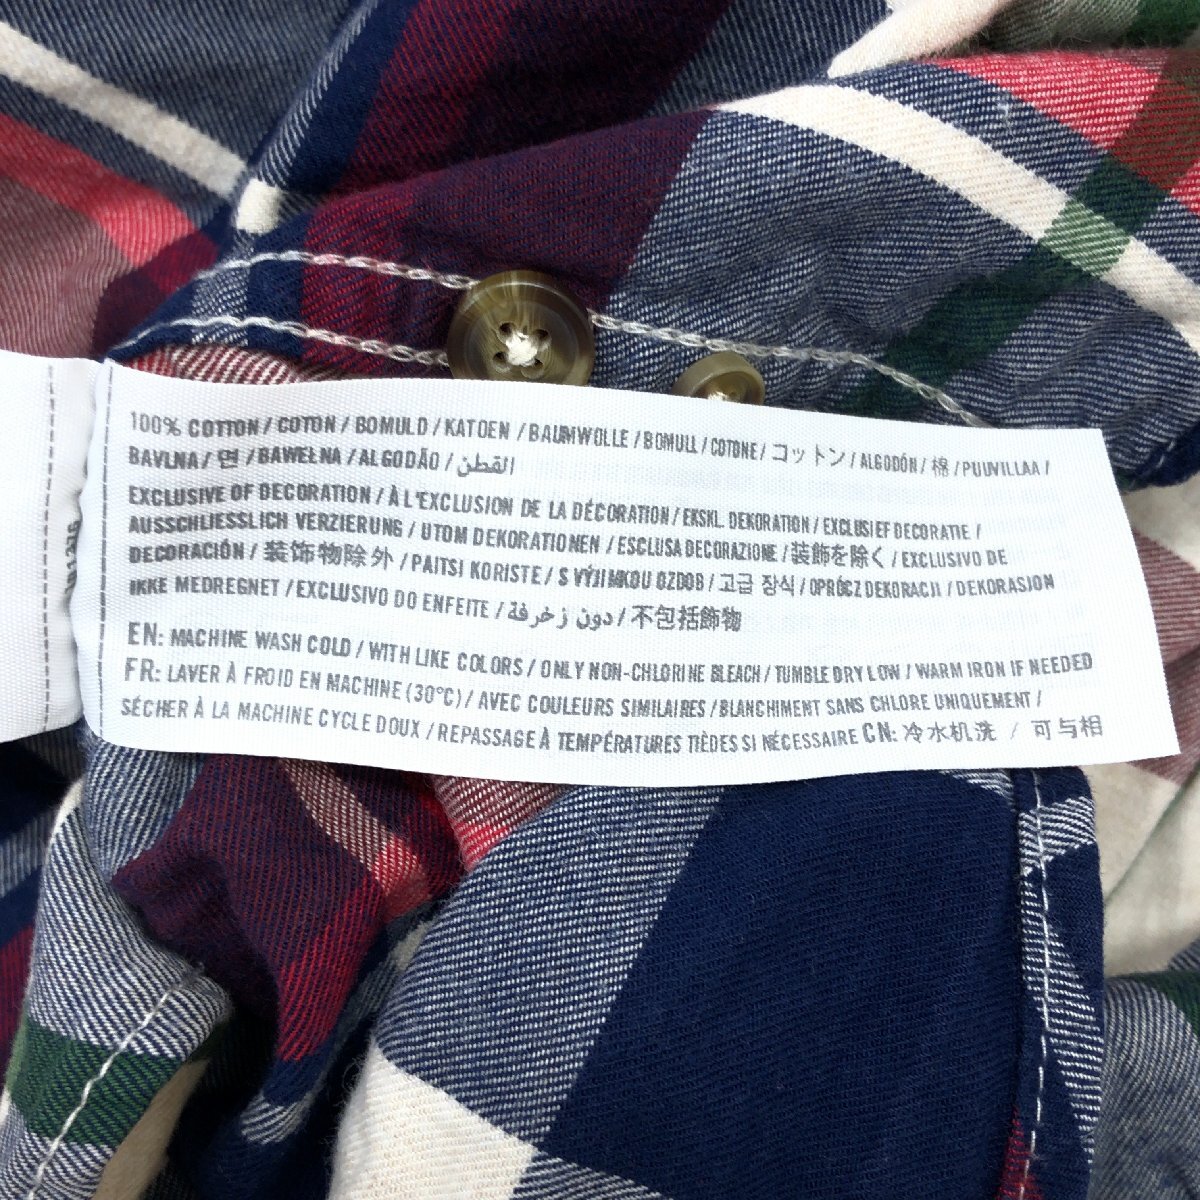 100% COTTON / COTON / BOMULD / KATOEN / BAUMWOLLE / BOMULL / COTONE / コットン / ALGODÓN / 棉 / PUUVILLAA /
BAVLNA / 면 / BAWEŁNA / ALGODÃO / القطن
EXCLUSIVE OF DECORATION / À L'EXCLUSION DE LA DÉCORATION / EKSKL. DEKORATION / EXCLUSIEF DECORATIE /
AUSSCHLIESSLICH VERZIERUNG / UTOM DEKORATIONEN / ESCLUSA DECORAZIONE / 装飾を除く / EXCLUSIVO DE
DECORACIÓN / 装饰物除外 / PAITSI KORISTE / S VÝJIMKOU OZDOB / 고급 장식 / OPRÓCZ DEKORACJI / DEKORASJON
IKKE MEDREGNET / EXCLUSIVO DO ENFEITE / دون زخرفة / 不包括飾物
EN: MACHINE WASH COLD / WITH LIKE COLORS / ONLY NON-CHLORINE BLEACH / TUMBLE DRY LOW / WARM IRON IF NEEDED
FR: LAVER À FROID EN MACHINE (30°C) / AVEC COULEURS SIMILAIRES / BLANCHIMENT SANS CHLORE UNIQUEMENT /
SÉCHER À LA MACHINE CYCLE DOUX / REPASSAGE À TEMPÉRATURES TIÈDES SI NÉCESSAIRE CN: 冷水机洗 / 可与相